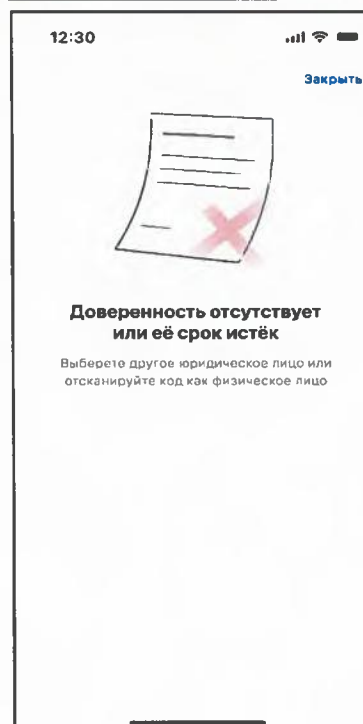 12:30
Закрыть
Доверенность отсутствует
или её срок истёк
Выберете другое юридическое лицо или
отсканируйте код как физическое лицо